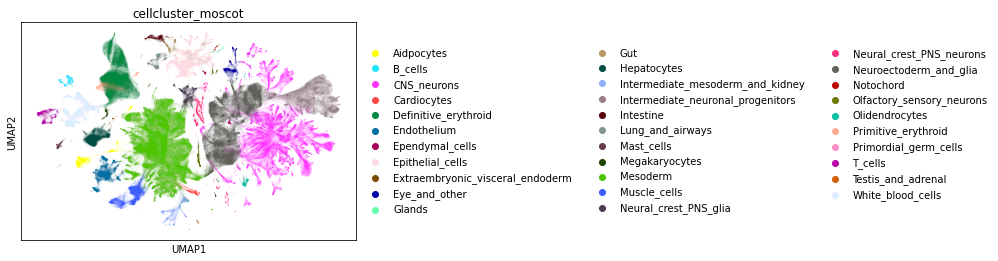 cellcluster_moscot
UMAP2
UMAP1
Aidpocytes
B_cells
CNS_neurons
Cardiocytes
Definitive_erythroid
Endothelium
Ependymal_cells
Epithelial_cells
Extraembryonic_visceral_endoderm
Eye_and_other
Glands
Gut
Hepatocytes
Intermediate_mesoderm_and_kidney
Intermediate_neuronal_progenitors
Intestine
Lung_and_airways
Mast_cells
Megakaryocytes
Mesoderm
Muscle_cells
Neural_crest_PNS_glia
Neural_crest_PNS_neurons
Neuroectoderm_and_glia
Notochord
Olfactory_sensory_neurons
Olidendrocytes
Primitive_erythroid
Primordial_germ_cells
T_cells
Testis_and_adrenal
White_blood_cells